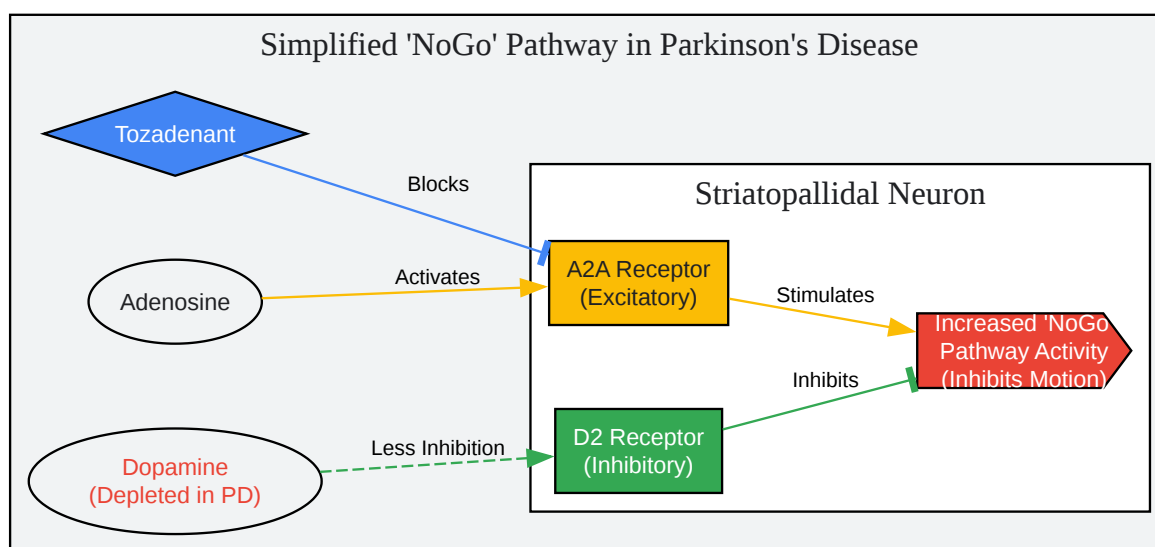 Simplified 'NoGo' Pathway in Parkinson's Disease
Tozadenant
Blocks
Striatopallidal Neuron
Adenosine
Activates
A2A Receptor
(Excitatory)
Stimulates
Increased 'NoGo
Pathway Activity
(Inhibits Motion)
Inhibits
Dopamine
(Depleted in PD)
Less Inhibition
D2 Receptor
(Inhibitory)